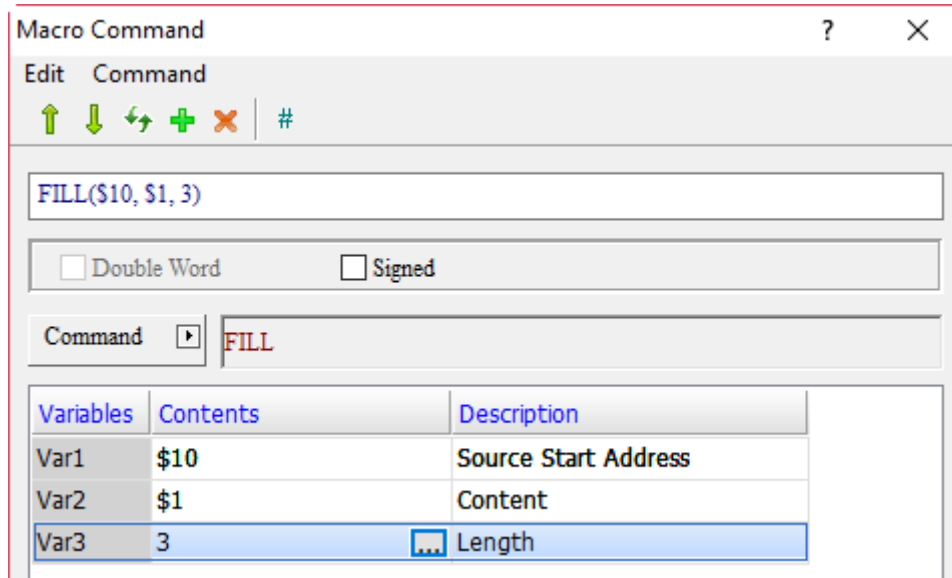 Macro Command ?
Edit Command
#
FILL($10, $1, 3)
Double Word Signed
Command FILL
Variables Contents Description
Var1 $10 Source Start Address
Var2 $1 Content
Var3 3 ... Length